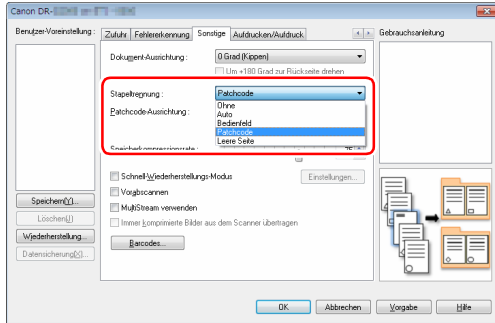 Canon DR-
Benutzer-Voreinstellung :
Zufuhr Fehlererkennung Sonstige Aufdrucken/Aufdruck
Gebrauchsanleitung
Dokument-Ausrichtung : 0 Grad (Kippen)
Um +180 Grad zur Rückseite drehen
Stapeltrennung : Patchcode
Ohne
Patchcode-Ausrichtung : Auto
Bedienfeld
Patchcode
Leere Seite
Speicherkompressionsrate :
Schnell-Wiederherstellungs-Modus Einstellungen...
Vorabscannen
MultiStream verwenden
Immer komprimierte Bilder aus dem Scanner übertragen
Barcodes...
Speichern(Y)...
Löschen(J)
Wiederherstellung...
Datensicherung(X)...
OK Abbrechen Vorgabe Hilfe